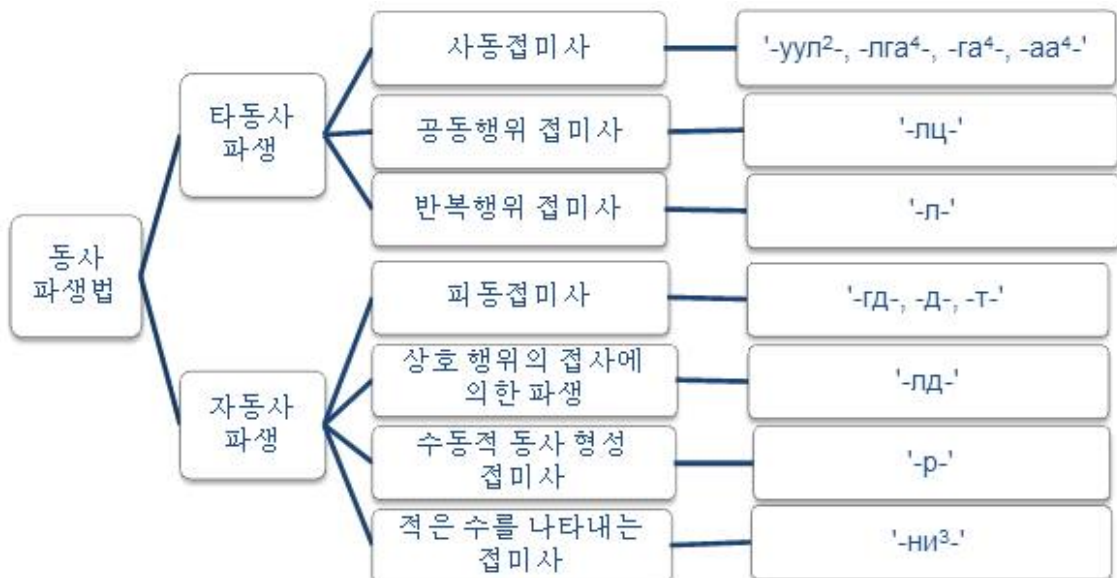 사동접미사
'-уул²-, -лга⁴-, -га⁴-, -аа⁴-'
타동사
파생
공동행위 접미사
'-лц-'
반복행위 접미사
'-л-'
동사
파생법
피동접미사
'-гд-, -д-, -т-'
상호 행위의 접사에
의한 파생
'-лд-'
자동사
파생
수동적 동사 형성
접미사
'-р-'
적은 수를 나타내는
접미사
'-ни³-'